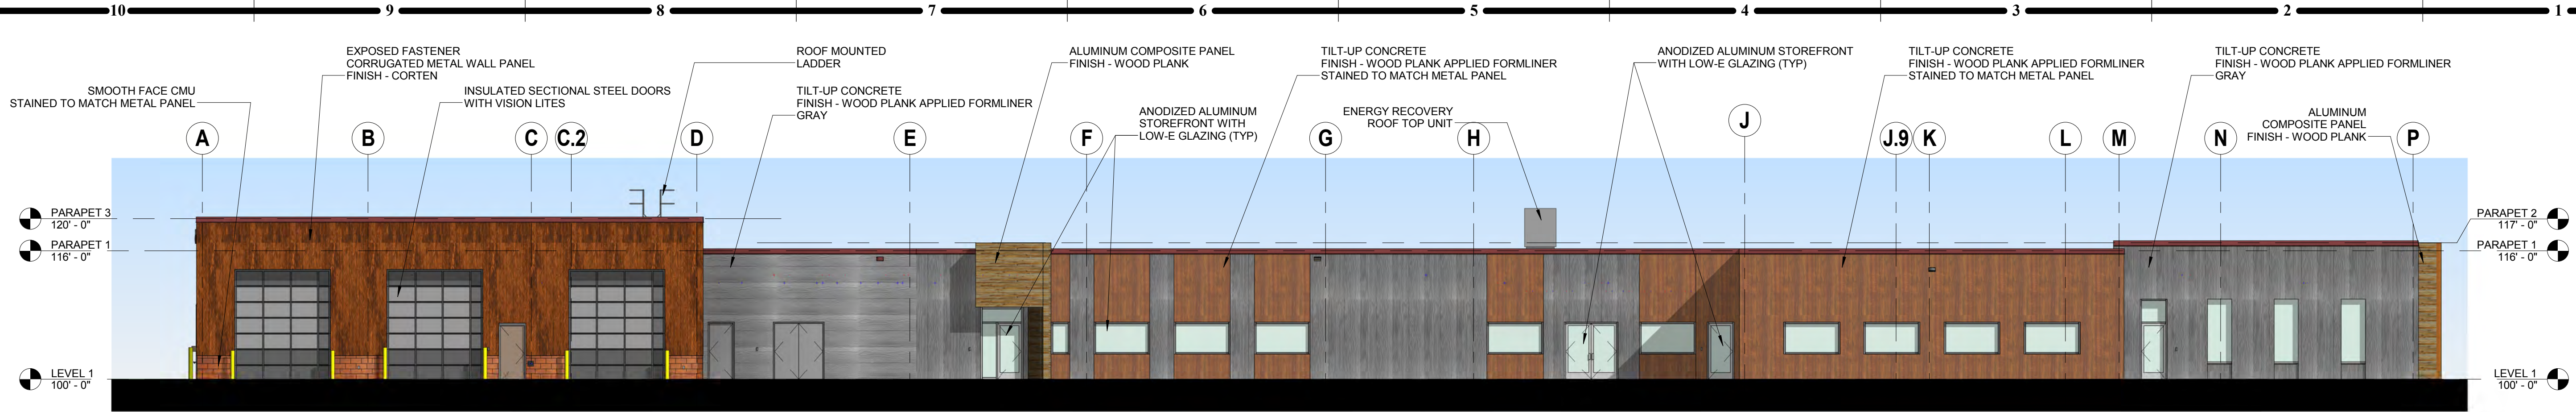 10 9 8 7 6 5 4 3 2 1
EXPOSED FASTENER
CORRUGATED METAL WALL PANEL
FINISH - CORTEN
SMOOTH FACE CMU
STAINED TO MATCH METAL PANEL
INSULATED SECTIONAL STEEL DOORS
WITH VISION LITES
ROOF MOUNTED
LADDER
TILT-UP CONCRETE
FINISH - WOOD PLANK APPLIED FORMLINER
GRAY
ALUMINUM COMPOSITE PANEL
FINISH - WOOD PLANK
ANODIZED ALUMINUM
STOREFRONT WITH
LOW-E GLAZING (TYP)
TILT-UP CONCRETE
FINISH - WOOD PLANK APPLIED FORMLINER
STAINED TO MATCH METAL PANEL
ENERGY RECOVERY
ROOF TOP UNIT
ANODIZED ALUMINUM STOREFRONT
WITH LOW-E GLAZING (TYP)
TILT-UP CONCRETE
FINISH - WOOD PLANK APPLIED FORMLINER
STAINED TO MATCH METAL PANEL
TILT-UP CONCRETE
FINISH - WOOD PLANK APPLIED FORMLINER
GRAY
ALUMINUM
COMPOSITE PANEL
FINISH - WOOD PLANK
A B C C.2 D E F G H J J.9 K L M N P
PARAPET 3
120' - 0"
PARAPET 1
116' - 0"
LEVEL 1
100' - 0"
PARAPET 2
117' - 0"
PARAPET 1
116' - 0"
LEVEL 1
100' - 0"